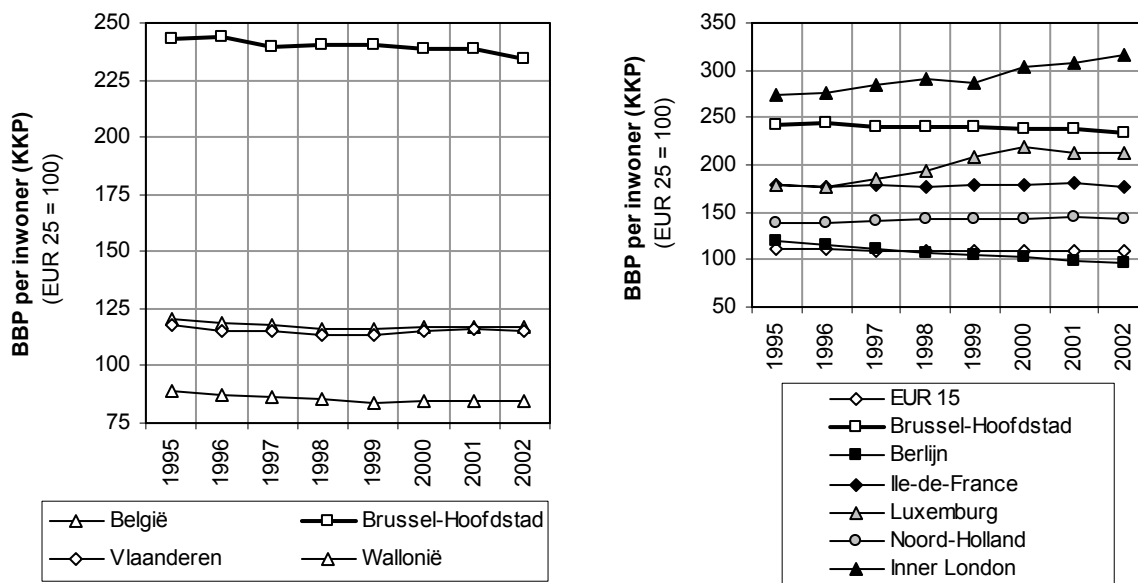 BBP per inwoner (KKP)
(EUR 25 = 100)
250
225
200
175
150
125
100
75
1995
1996
1997
1998
1999
2000
2001
2002
België
Brussel-Hoofdstad
Vlaanderen
Wallonië
BBP per inwoner (KKP)
(EUR 25 = 100)
350
300
250
200
150
100
50
1995
1996
1997
1998
1999
2000
2001
2002
EUR 15
Brussel-Hoofdstad
Berlijn
Ile-de-France
Luxemburg
Noord-Holland
Inner London